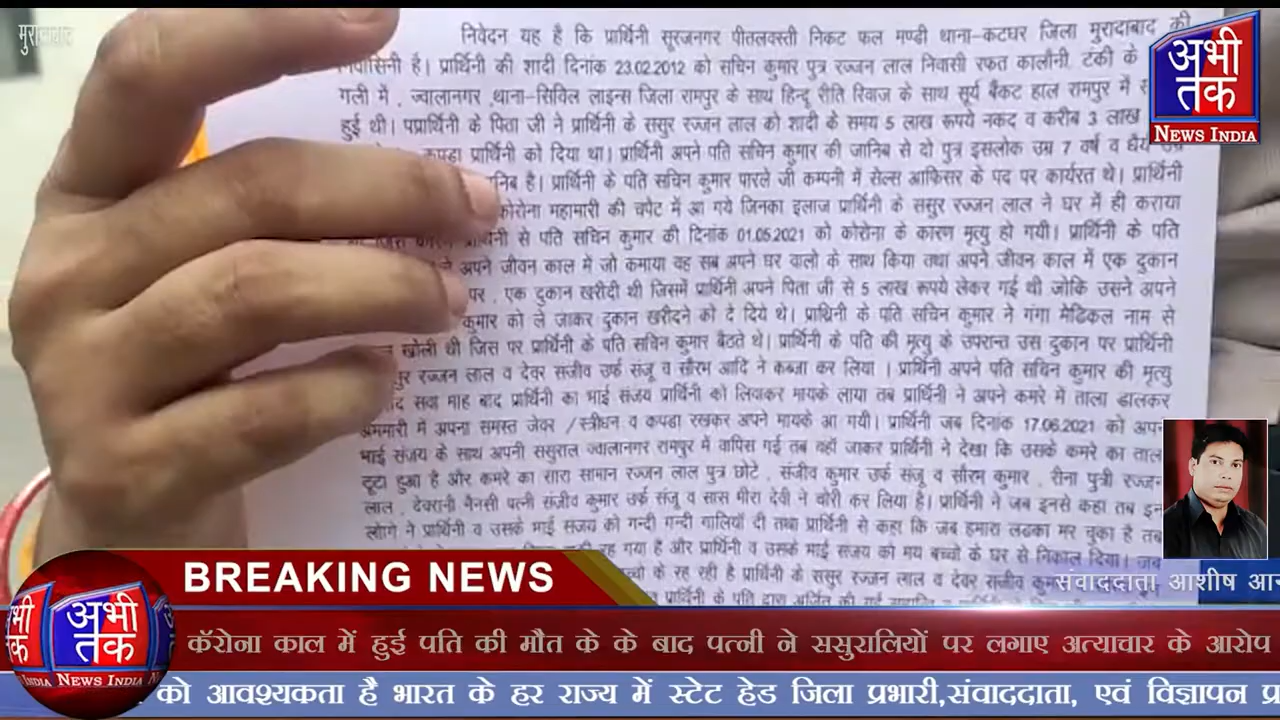 मुरादाबाद
निवेदन यह है कि प्रार्थिनी सूरजनगर पीतलवस्ती निकट फल मण्डी थाना-कटघर जिला मुरादाबाद की
निवासिनी है। प्रार्थिनी की शादी दिनांक 23.02.2012 को सचिन कुमार पुत्र रज्जन लाल निवासी रफत कालौनी, टंकी के
गली में , ज्वालानगर ,थाना-सिविल लाइन्स जिला रामपुर के साथ हिन्दू रीति रिवाज के साथ सूर्य बैंकट हाल रामपुर में
हुई थी। पप्रार्थिनी के पिता जी ने प्रार्थिनी के ससुर रज्जन लाल को शादी के समय 5 लाख रूपये नकद व करीब 3 लाख
कपडा प्रार्थिनी को दिया था। प्रार्थिनी अपने पति सचिन कुमार की जानिब से दो पुत्र इसलोक उम्र 7 वर्ष व
है। प्रार्थिनी के पति सचिन कुमार पारले जी कम्पनी में सेल्स आफिसर के पद पर कार्यरत थे। प्रार्थिनी
कोरोना महामारी की चपेट में आ गये जिनका इलाज प्रार्थिनी के ससुर रज्जन लाल ने घर में ही कराया
से पति सचिन कुमार की दिनांक 01.05.2021 को कोरोना के कारण मृत्यु हो गयी। प्रार्थिनी के पति
अपने जीवन काल में जो कमाया वह सब अपने घर वालो के साथ किया तथा अपने जीवन काल में एक दुकान
पर , एक दुकान खरीदी थी जिसमें प्रार्थिनी अपने पिता जी से 5 लाख रूपये लेकर गई थी जोकि उसने अपने
कुमार को ले जाकर दुकान खरीदने को दे दिये थे। प्रार्थिनी के पति सचिन कुमार ने गंगा मैडिकल नाम से
खोली थी जिस पर प्रार्थिनी के पति सचिन कुमार बैठते थे। प्रार्थिनी के पति की मृत्यु के उपरान्त उस दुकान पर प्रार्थिनी
रज्जन लाल व देवर संजीव उर्फ संजू व सौरभ आदि ने कब्जा कर लिया । प्रार्थिनी अपने पति सचिन कुमार की मृत्यु
सवा माह बाद प्रार्थिनी का भाई संजय प्रार्थिनी को लिवाकर मायके लाया तब प्रार्थिनी ने अपने कमरे में ताला डालकर
में अपना समस्त जेवर /स्त्रीधन व कपडा रखकर अपने मायके आ गयी। प्रार्थिनी जब दिनांक 17.06.2021 को
भाई संजय के साथ अपनी ससुराल ज्वालानगर रामपुर में वापिस गई तब वहॉ जाकर प्रार्थिनी ने देखा कि उसके कमरे का
टूटा हुआ है और कमरे का सारा सामान रज्जन लाल पुत्र छोटे , संजीव कुमार उर्फ संजू व सौरभ कुमार , रीना पुत्री
लाल , देवरानी नैनसी पत्नी संजीव कुमार उर्फ संजू व सास मीरा देवी ने चोरी कर लिया है। प्रार्थिनी ने जब इनसे कहा तब
लोगो ने प्रार्थिनी व उसके भाई संजय को गन्दी गन्दी गालियॉ दी तथा प्रार्थिनी से कहा कि जब हमारा लडका मर चुका है तब
रह गया है और प्रार्थिनी व उसके भाई संजय को मय बच्चो के घर से निकाल दिया।
के रह रही है प्रार्थिनी के ससुर रज्जन लाल व देवर संजीव
प्रार्थिनी के पति द्वारा अर्जित की गई
अभी
तक
NEWS INDIA
संवाददाता आशीष
BREAKING NEWS
अभी
तक
NEWS INDIA
कॅारोना काल में हुई पति की मौत के के बाद पत्नी ने ससुरालियों पर लगाए अत्याचार के आरोप
को आवश्यकता है भारत के हर राज्य में स्टेट हेड जिला प्रभारी,संवाददाता, एवं विज्ञापन